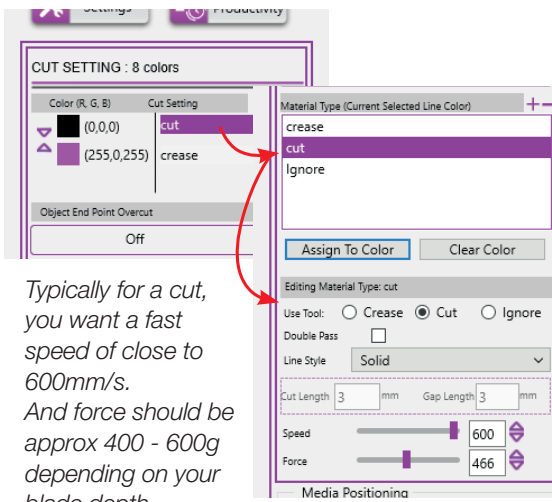 Settings
Productivity
CUT SETTING : 8 colors
Color (R, G, B) Cut Setting
(0,0,0) cut
(255,0,255) crease
Object End Point Overcut
Off
Typically for a cut,
you want a fast
speed of close to
600mm/s.
And force should be
approx 400 - 600g
depending on your
blade depth
Material Type (Current Selected Line Color) + -
crease
cut
Ignore
Assign To Color Clear Color
Editing Material Type: cut
Use Tool: Crease Cut Ignore
Double Pass
Line Style Solid
Cut Length 3 mm Gap Length 3 mm
Speed 600
Force 466
Media Positioning